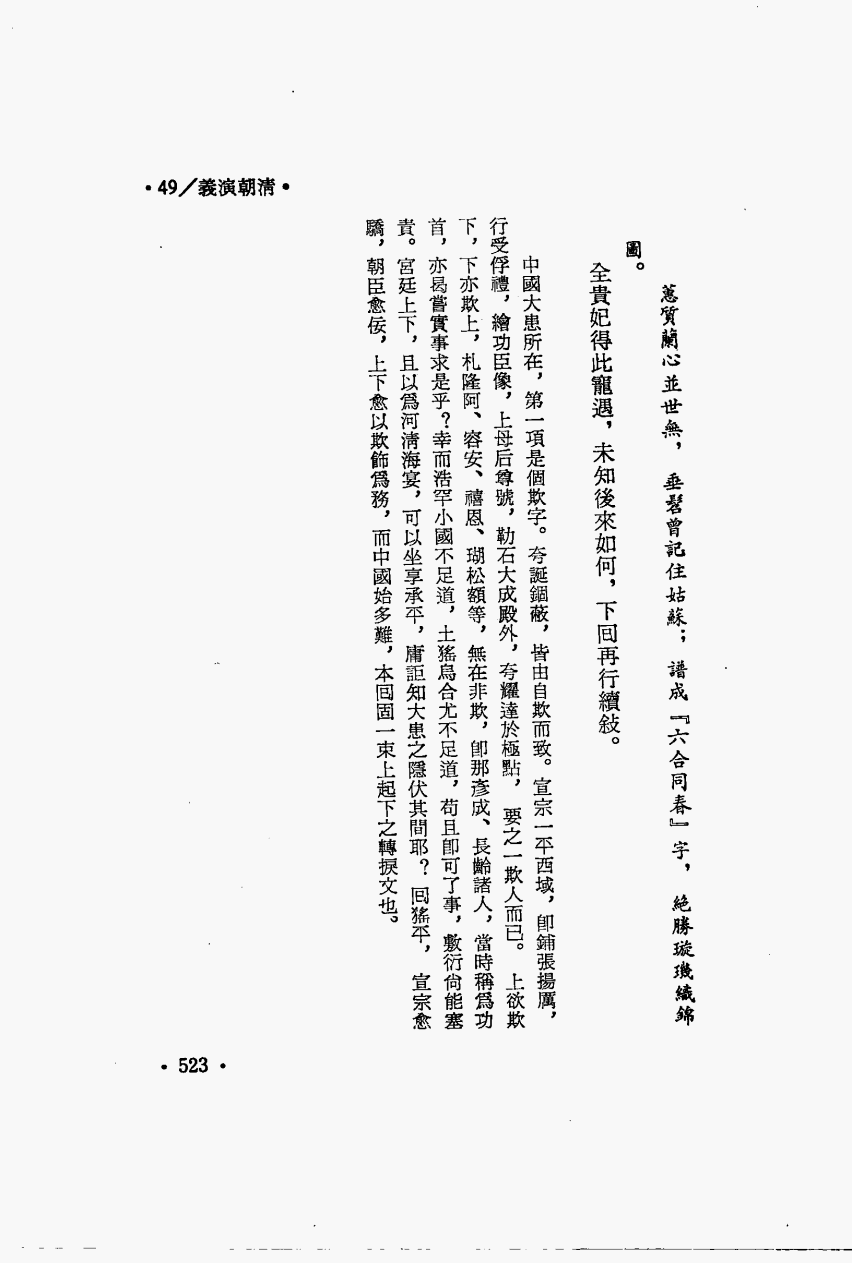 •49／義演朝清•
蕙質蘭心並世無，垂髫曾記住姑蘇；譜成『六合同春』字，絶勝璇璣織錦
圖。
全貴妃得此寵遇，未知後來如何，下囘再行續敍。
中國大患所在，第一項是個欺字。夸誕錮蔽，皆由自欺而致。宣宗一平西域，卽鋪張揚厲，
行受俘禮，繪功臣像，上母后尊號，勒石大成殿外，夸耀達於極點，要之一欺人而已。上欲欺
下，下亦欺上，札隆阿、容安、禧恩、瑚松額等，無在非欺，卽那彥成、長齡諸人，當時稱爲功
首，亦曷嘗實事求是乎？幸而浩罕小國不足道，土猺烏合尤不足道，苟且卽可了事，敷衍尙能塞
責。宮廷上下，且以爲河清海宴，可以坐享承平，庸詎知大患之隱伏其間耶？囘猺平，宣宗愈
驕，朝臣愈佞，上下愈以欺飾爲務，而中國始多難，本囘固一束上起下之轉捩文也。
•523•